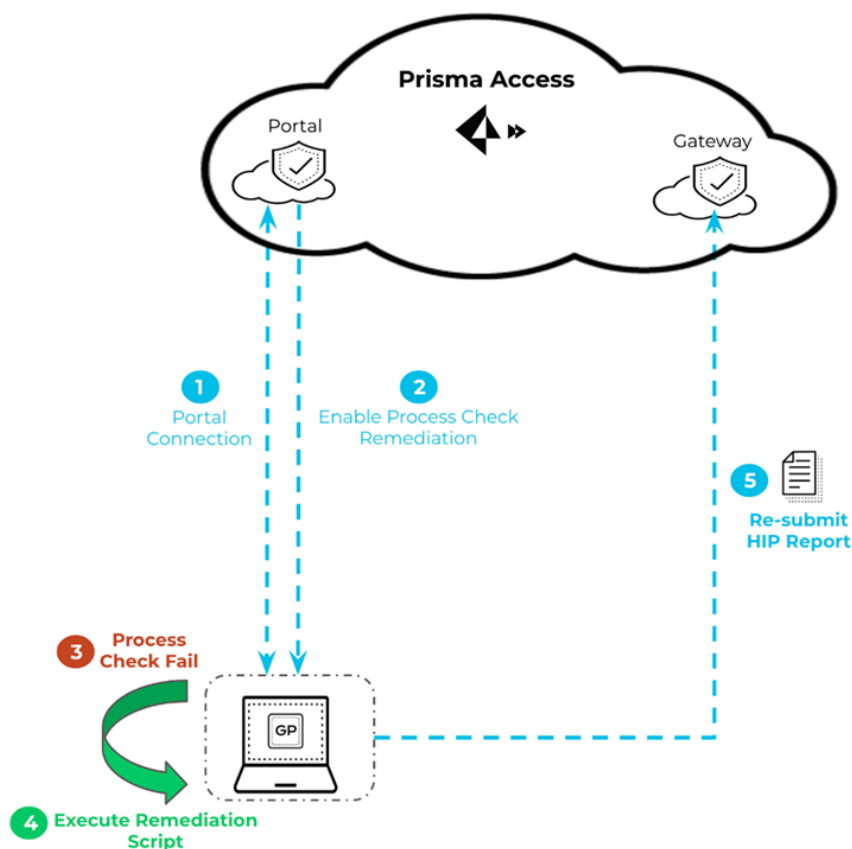 Prisma Access
Portal
Gateway
1
Portal
Connection
2
Enable Process Check
Remediation
5
Re-submit
HIP Report
3
Process
Check Fail
GP
4
Execute Remediation
Script